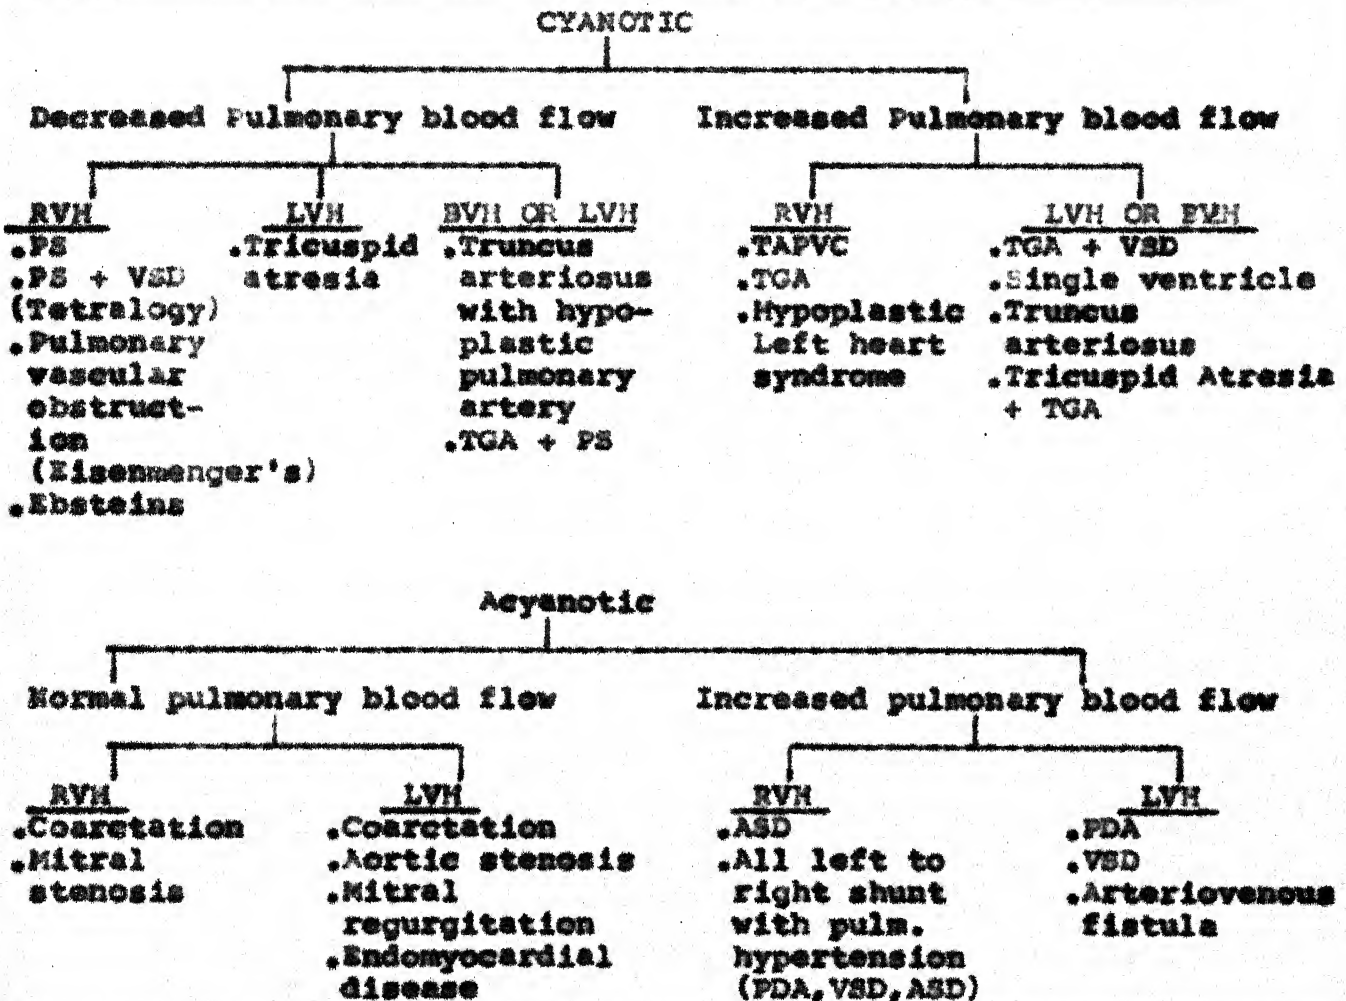 CYANOTIC
Decreased Pulmonary blood flow
Increased Pulmonary blood flow
RVH
.PS
.PS + VSD
(Tetralogy)
.Pulmonary
vascular
obstruct-
ion
(Eisenmenger's)
.Ebsteins
LVH
.Tricuspid
atresia
BVH OR LVH
.Truncus
arteriosus
with hypo-
plastic
pulmonary
artery
.TGA + PS
RVH
.TAPVC
.TGA
.Hypoplastic
Left heart
syndrome
LVH OR BVH
.TGA + VSD
.Single ventricle
.Truncus
arteriosus
.Tricuspid Atresia
+ TGA
Acyanotic
Normal pulmonary blood flow
Increased pulmonary blood flow
RVH
.Coarctation
.Mitral
stenosis
LVH
.Coarctation
.Aortic stenosis
.Mitral
regurgitation
.Endomyocardial
disease
RVH
.ASD
.All left to
right shunt
with pulm.
hypertension
(PDA,VSD,ASD)
LVH
.PDA
.VSD
.Arteriovenous
fistula